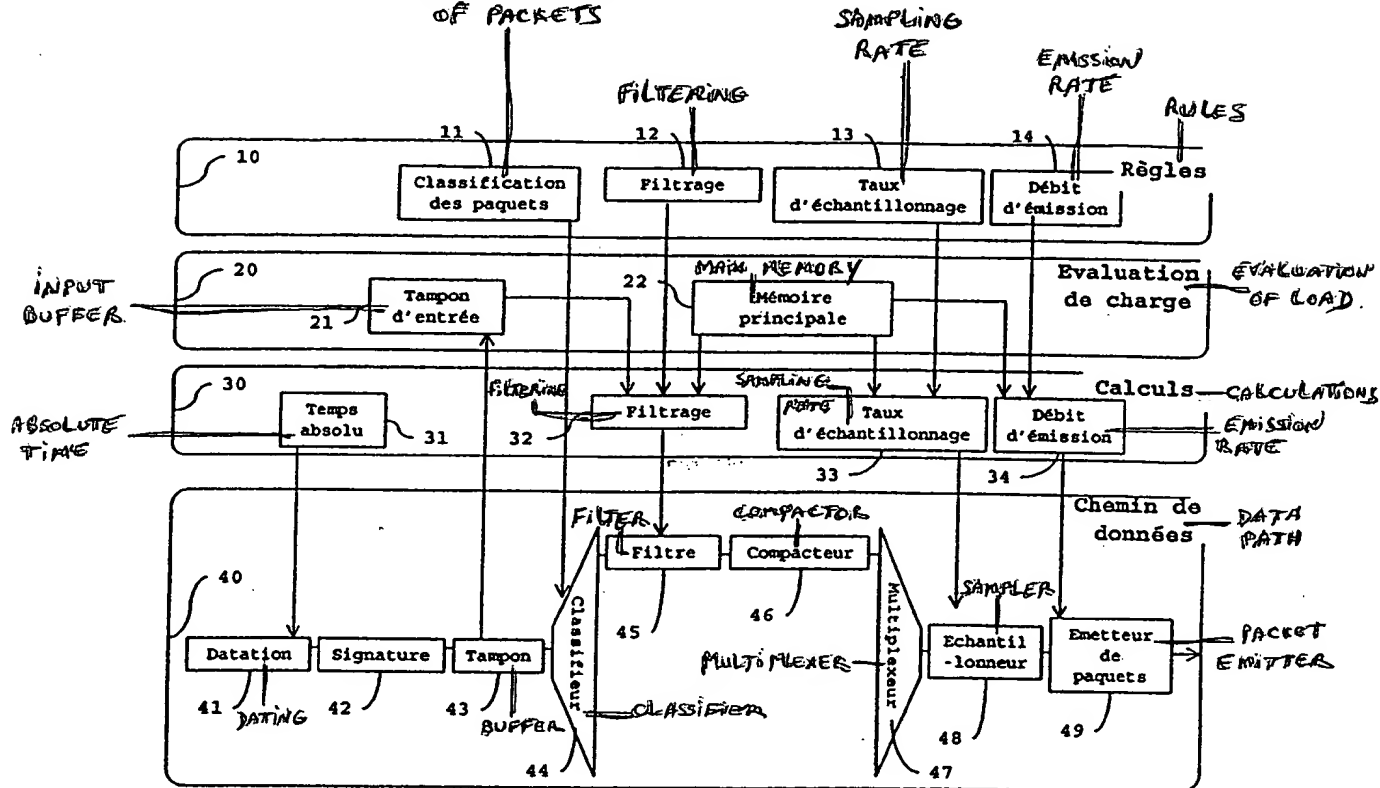 OF PACKETS
SAMPLING
RATE
EMISSION
RATE
FILTERING
RULES
11
12
13
14
10
Règles
Classification
des paquets
Filtrage
Taux
d'échantillonnage
Débit
d'émission
20
MAIN MEMORY
22
Evaluation
de charge
EVALUATION
OF LOAD.
INPUT
BUFFER.
21
Tampon
d'entrée
Mémoire
principale
30
FILTERING
SAMPLING
RATE
Calculs
CALCULATIONS
ABSOLUTE
TIME
Temps
absolu
31
32
Filtrage
Taux
d'échantillonnage
Débit
d'émission
EMISSION
RATE
33
34
Chemin de
données
DATA
PATH
FILTER
COMPACTOR
Filtre
Compacteur
40
45
46
SAMPLER
Datation
Signature
Tampon
Classifieur
Multiplexeur
MULTIMLEXER
Echantil
-lonneur
Emetteur
de
paquets
PACKET
EMITTER
41
DATING
42
43
BUFFER
CLASSIFIER
44
47
48
49